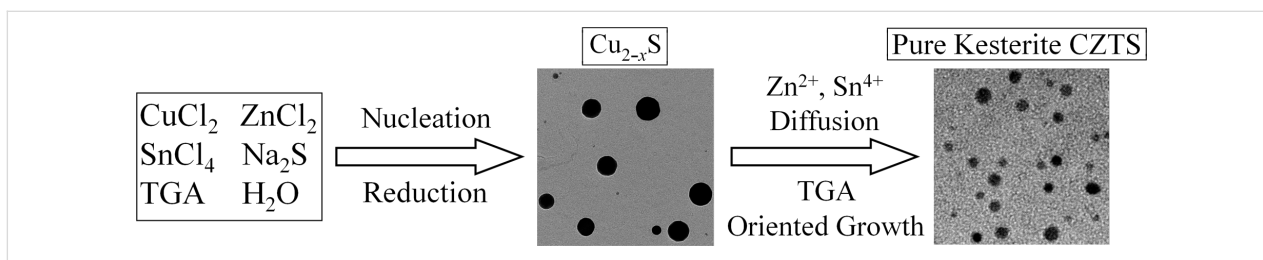 CuCl₂ ZnCl₂
SnCl₄ Na₂S
TGA H₂O
Nucleation
Reduction
Cu₂₋ₓS
Zn²⁺, Sn⁴⁺
Diffusion
TGA
Oriented Growth
Pure Kesterite CZTS